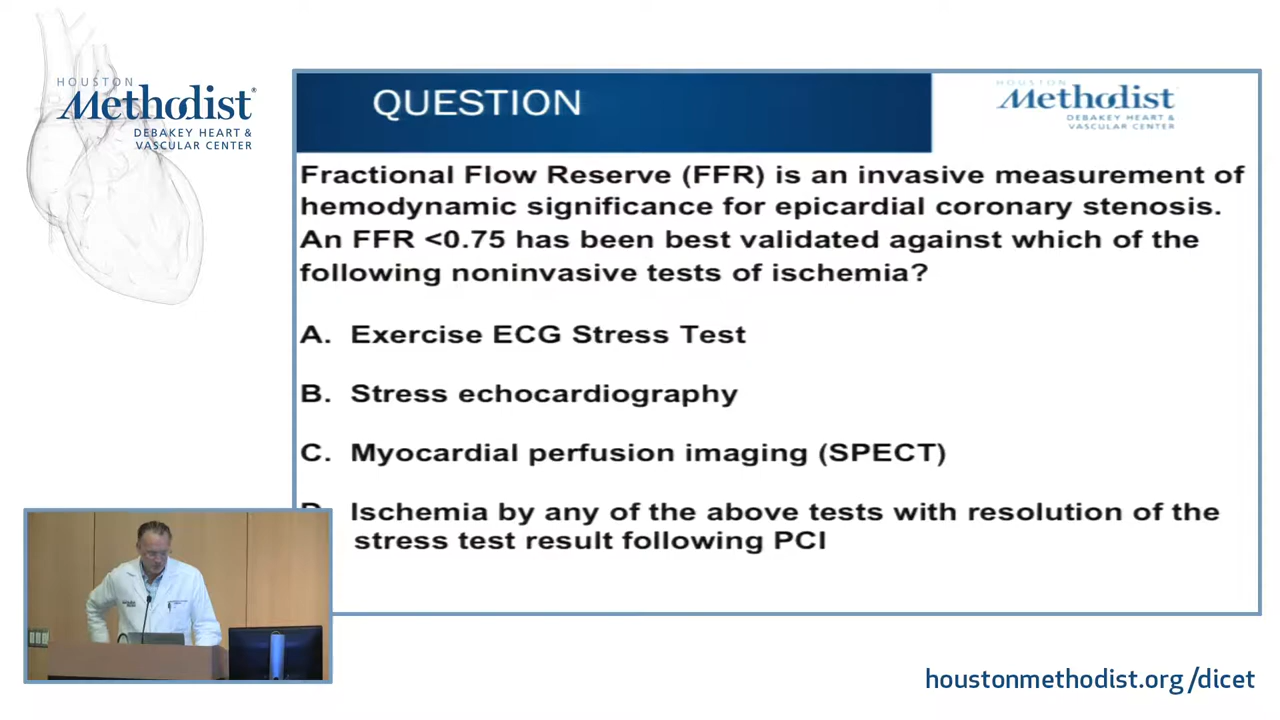 HOUSTON
Methodist
DEBAKEY HEART &
VASCULAR CENTER
QUESTION
HOUSTON
Methodist
DEBAKEY HEART &
VASCULAR CENTER
Fractional Flow Reserve (FFR) is an invasive measurement of
hemodynamic significance for epicardial coronary stenosis.
An FFR <0.75 has been best validated against which of the
following noninvasive tests of ischemia?
A. Exercise ECG Stress Test
B. Stress echocardiography
C. Myocardial perfusion imaging (SPECT)
D. Ischemia by any of the above tests with resolution of the
stress test result following PCI
houstonmethodist.org/dicet